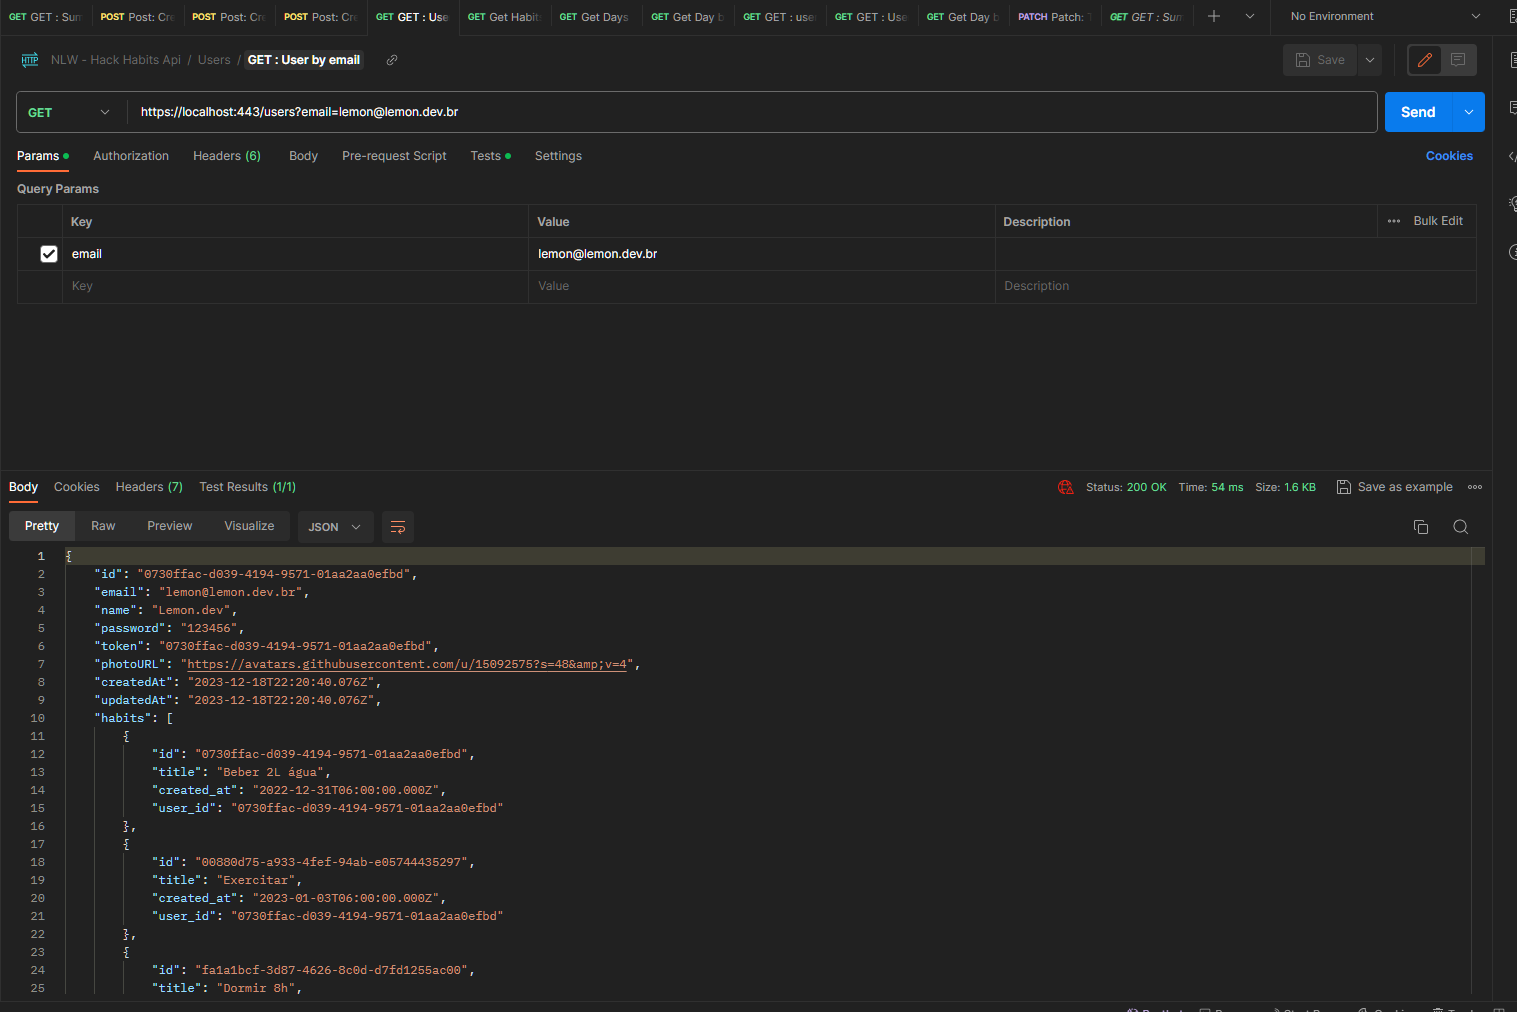 GET GET : Sum POST Post: Cre POST Post: Cre POST Post: Cre GET GET : Use GET Get Habit GET Get Days GET Get Day b GET GET : user GET GET : Use GET Get Day b PATCH Patch: GET GET : Sum No Environment
HTTP NLW - Hack Habits Api / Users / GET : User by email Save
GET https://localhost:443/users?email=lemon@lemon.dev.br Send
Params Authorization Headers (6) Body Pre-request Script Tests Settings Cookies
Query Params
Key Value Description Bulk Edit
email lemon@lemon.dev.br
Key Value Description
Body Cookies Headers (7) Test Results (1/1) Status: 200 OK Time: 54 ms Size: 1.6 KB Save as example
Pretty Raw Preview Visualize JSON
1 {
2 "id": "0730ffac-d039-4194-9571-01aa2aa0efbd",
3 "email": "lemon@lemon.dev.br",
4 "name": "Lemon.dev",
5 "password": "123456",
6 "token": "0730ffac-d039-4194-9571-01aa2aa0efbd",
7 "photoURL": "https://avatars.githubusercontent.com/u/15092575?s=48&amp;v=4",
8 "createdAt": "2023-12-18T22:20:40.076Z",
9 "updatedAt": "2023-12-18T22:20:40.076Z",
10 "habits": [
11 {
12 "id": "0730ffac-d039-4194-9571-01aa2aa0efbd",
13 "title": "Beber 2L água",
14 "created_at": "2022-12-31T06:00:00.000Z",
15 "user_id": "0730ffac-d039-4194-9571-01aa2aa0efbd"
16 },
17 {
18 "id": "00880d75-a933-4fef-94ab-e05744435297",
19 "title": "Exercitar",
20 "created_at": "2023-01-03T06:00:00.000Z",
21 "user_id": "0730ffac-d039-4194-9571-01aa2aa0efbd"
22 },
23 {
24 "id": "fa1a1bcf-3d87-4626-8c0d-d7fd1255ac00",
25 "title": "Dormir 8h",